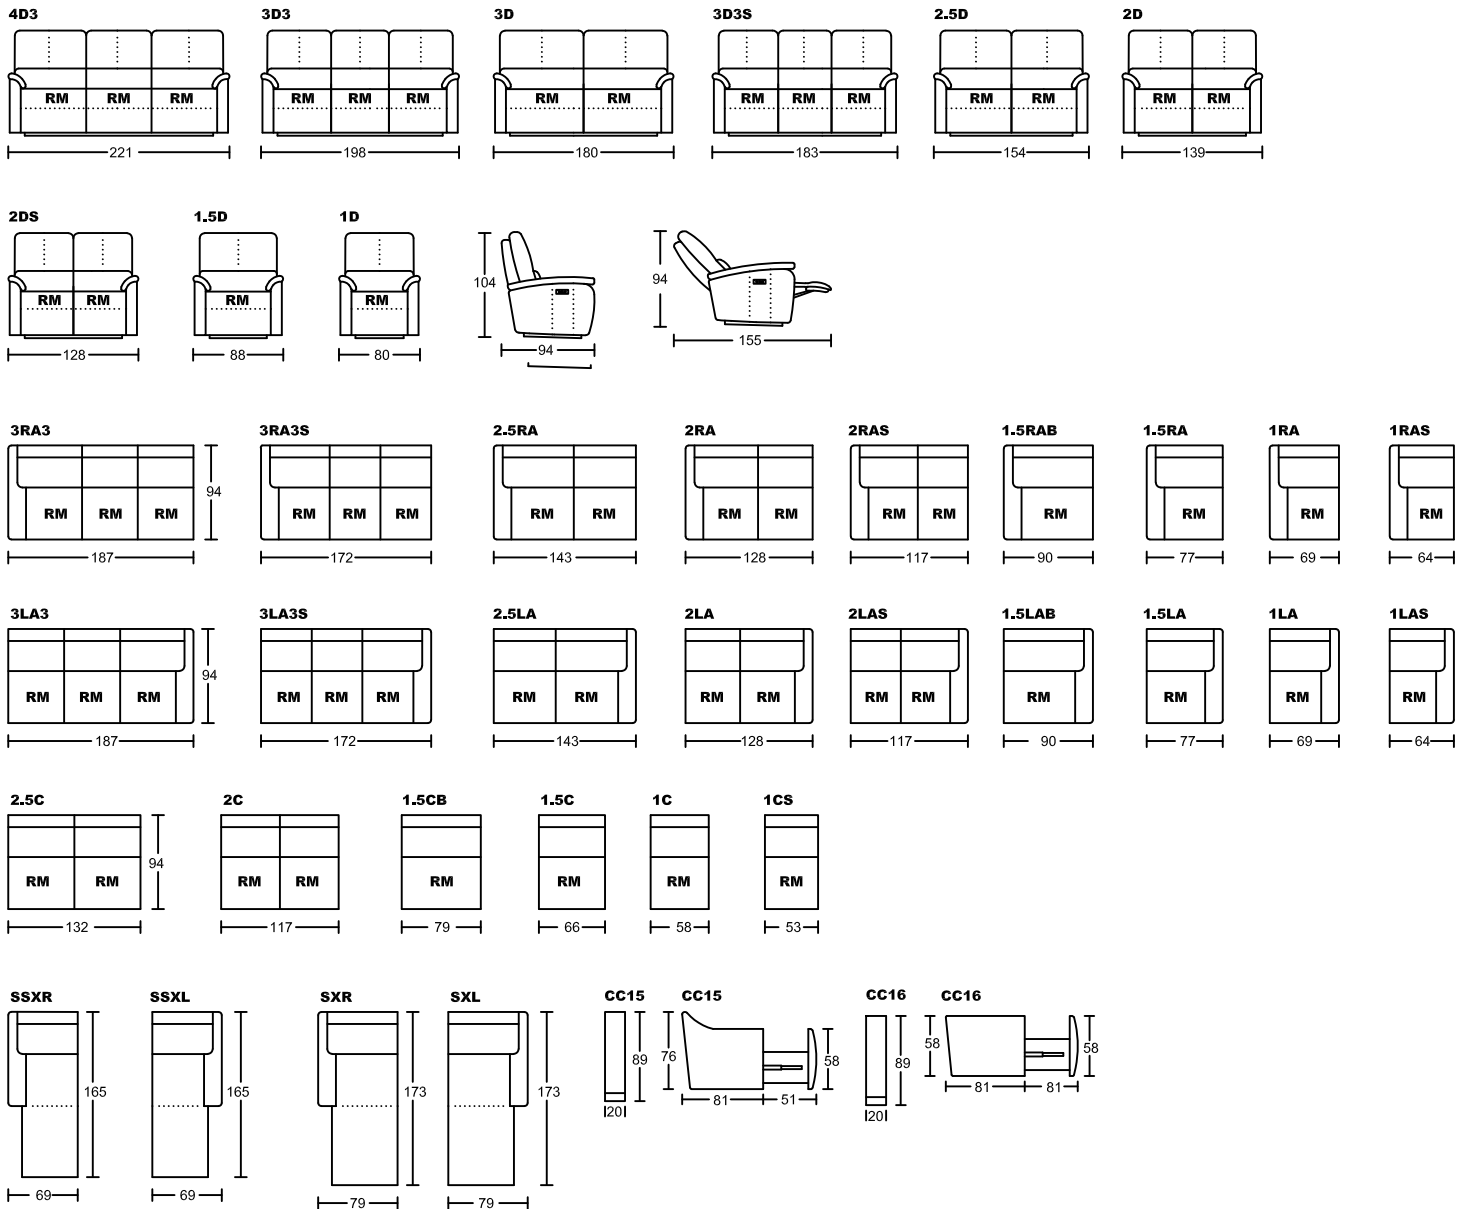 4D3 3D3 3D 3D3S 2.5D 2D
RM RM RM RM RM RM RM RM RM RM RM RM RM RM RM
221 198 180 183 154 139
2DS 1.5D 1D
104 94
RM RM RM RM
128 88 80 94 155
3RA3 3RA3S 2.5RA 2RA 2RAS 1.5RAB 1.5RA 1RA 1RAS
94
RM RM RM RM RM RM RM RM RM RM RM RM RM RM RM RM
187 172 143 128 117 90 77 69 64
3LA3 3LA3S 2.5LA 2LA 2LAS 1.5LAB 1.5LA 1LA 1LAS
94
RM RM RM RM RM RM RM RM RM RM RM RM RM RM RM RM
187 172 143 128 117 90 77 69 64
2.5C 2C 1.5CB 1.5C 1C 1CS
94
RM RM RM RM RM RM RM RM
132 117 79 66 58 53
SSXR SSXL SXR SXL CC15 CC15 CC16 CC16
165 165 173 173 89 76 58 89 58 58
81 51 81 81
20 20
69 69 79 79